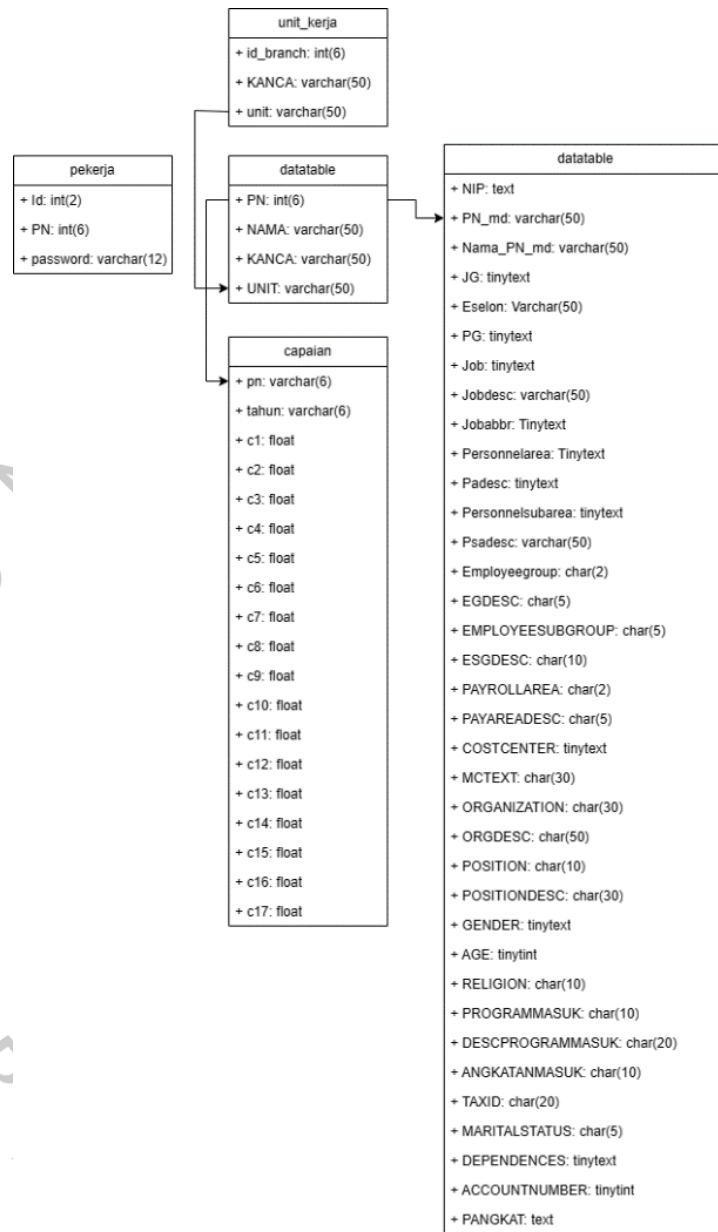 unit_kerja
+ id_branch: int(6)
+ KANCA: varchar(50)
+ unit: varchar(50)
pekerja
+ Id: int(2)
+ PN: int(6)
+ password: varchar(12)
datatable
+ PN: int(6)
+ NAMA: varchar(50)
+ KANCA: varchar(50)
+ UNIT: varchar(50)
capaian
+ pn: varchar(6)
+ tahun: varchar(6)
+ c1: float
+ c2: float
+ c3: float
+ c4: float
+ c5: float
+ c6: float
+ c7: float
+ c8: float
+ c9: float
+ c10: float
+ c11: float
+ c12: float
+ c13: float
+ c14: float
+ c15: float
+ c16: float
+ c17: float
datatable
+ NIP: text
+ PN_md: varchar(50)
+ Nama_PN_md: varchar(50)
+ JG: tinytext
+ Eselon: Varchar(50)
+ PG: tinytext
+ Job: tinytext
+ Jobdesc: varchar(50)
+ Jobabbr: Tinytext
+ Personnelarea: Tinytext
+ Padesc: tinytext
+ Personnelsubarea: tinytext
+ Psadesc: varchar(50)
+ Employeegroup: char(2)
+ EGDESC: char(5)
+ EMPLOYEESUBGROUP: char(5)
+ ESGDESC: char(10)
+ PAYROLLAREA: char(2)
+ PAYAREADESC: char(5)
+ COSTCENTER: tinytext
+ MCTEXT: char(30)
+ ORGANIZATION: char(30)
+ ORGDESC: char(50)
+ POSITION: char(10)
+ POSITIONDESC: char(30)
+ GENDER: tinytext
+ AGE: tinytint
+ RELIGION: char(10)
+ PROGRAMMASUK: char(10)
+ DESCPROGRAMMASUK: char(20)
+ ANGKATANMASUK: char(10)
+ TAXID: char(20)
+ MARITALSTATUS: char(5)
+ DEPENDENCES: tinytext
+ ACCOUNTNUMBER: tinytint
+ PANGKAT: text